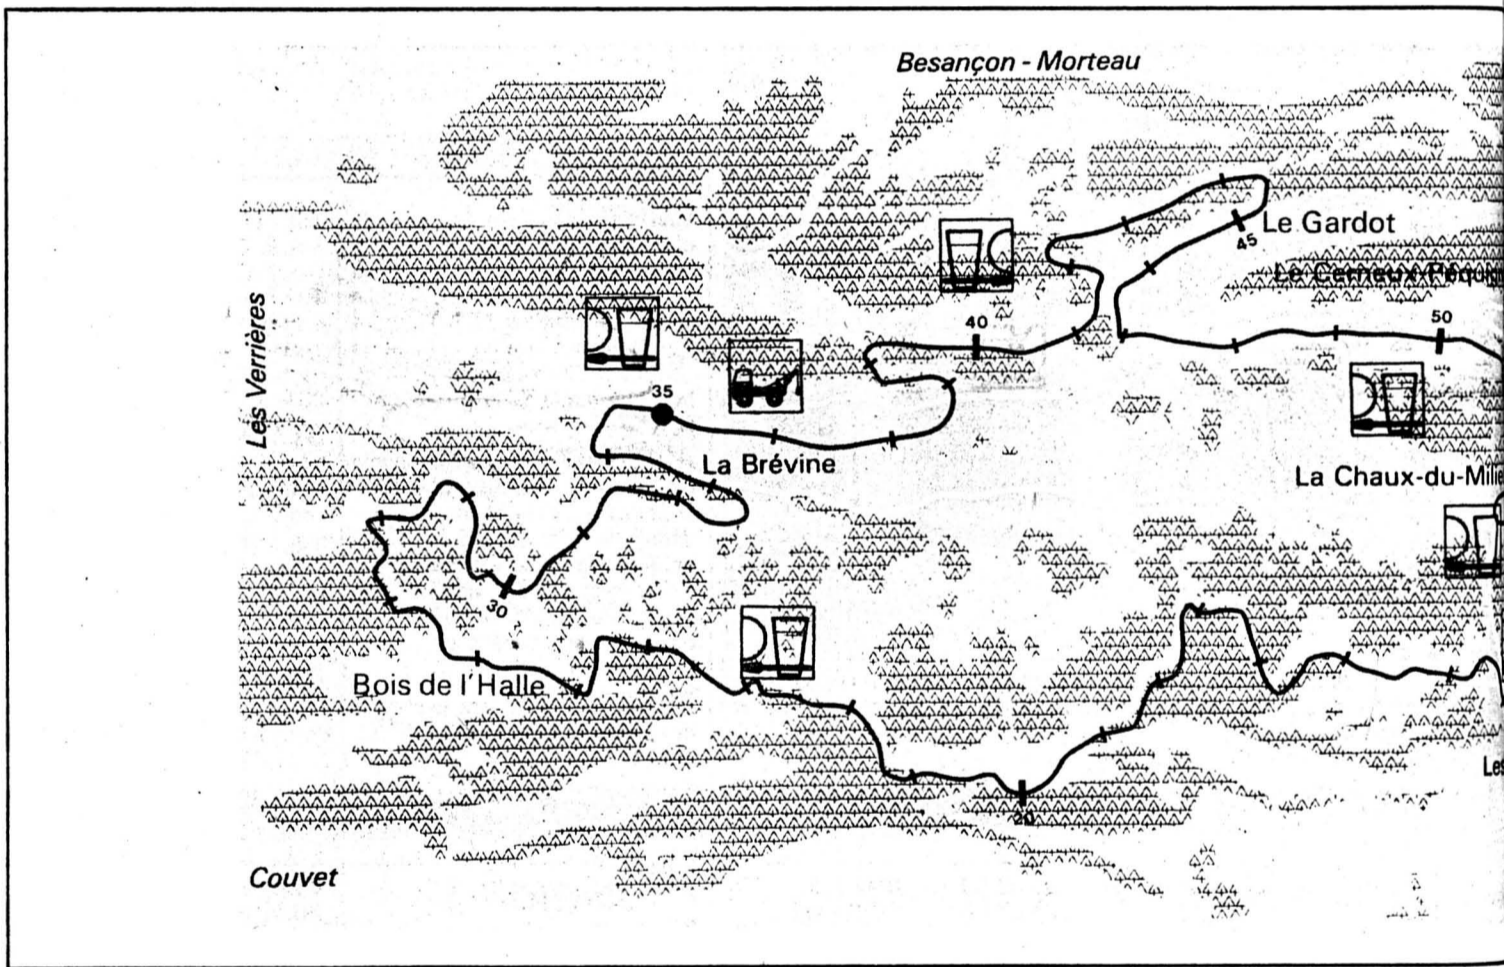 Besançon - Morteau
Le Gardot
45
Les Verrières
40
50
35
La Brévine
La Chaux-du-
30
Bois de l'Halle
20
Les
Couvet